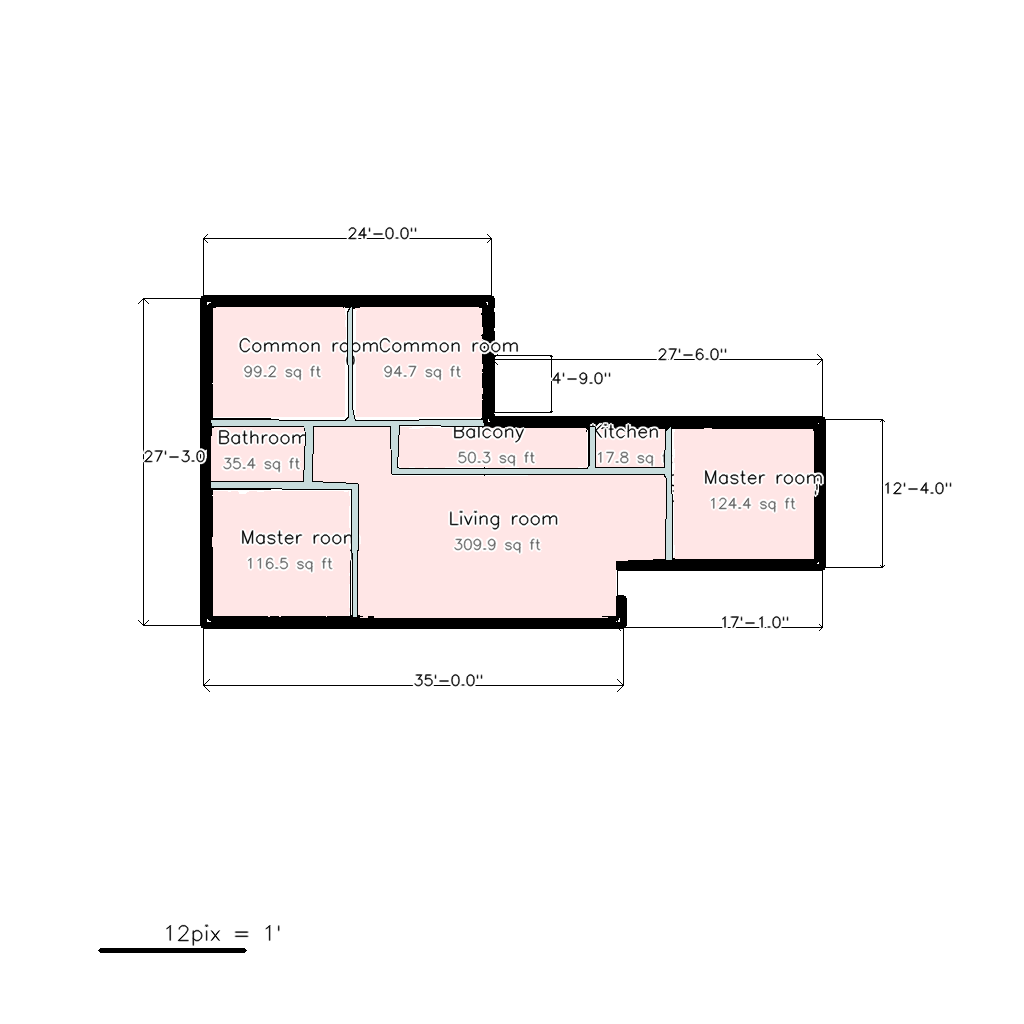 24'-0.0"
Common room Common room
99.2 sq ft 94.7 sq ft
27'-6.0"
4'-9.0"
Bathroom Balcony Kitchen
35.4 sq ft 50.3 sq ft 17.8 sq ft
27'-3.0
Master room
124.4 sq ft
12'-4.0"
Living room
309.9 sq ft
Master room
116.5 sq ft
17'-1.0"
35'-0.0"
12pix = 1'